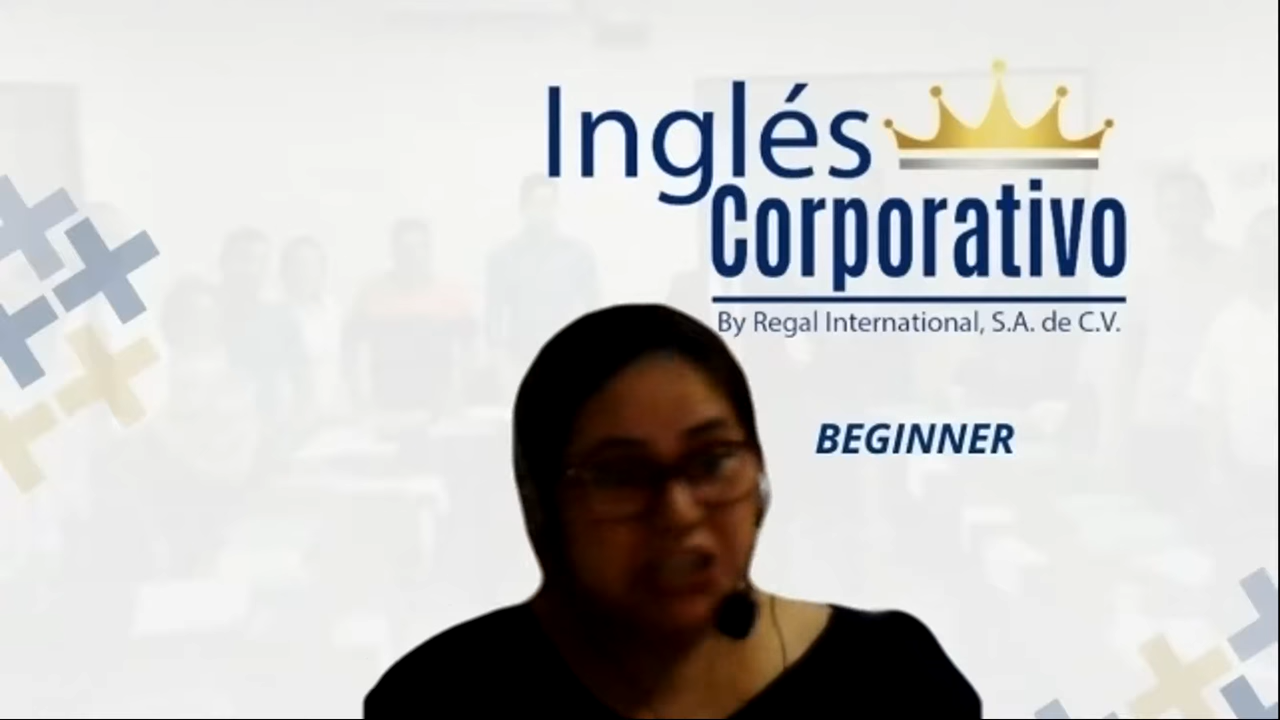 Inglés
Corporativo
By Regal International, S.A. de C.V.
BEGINNER